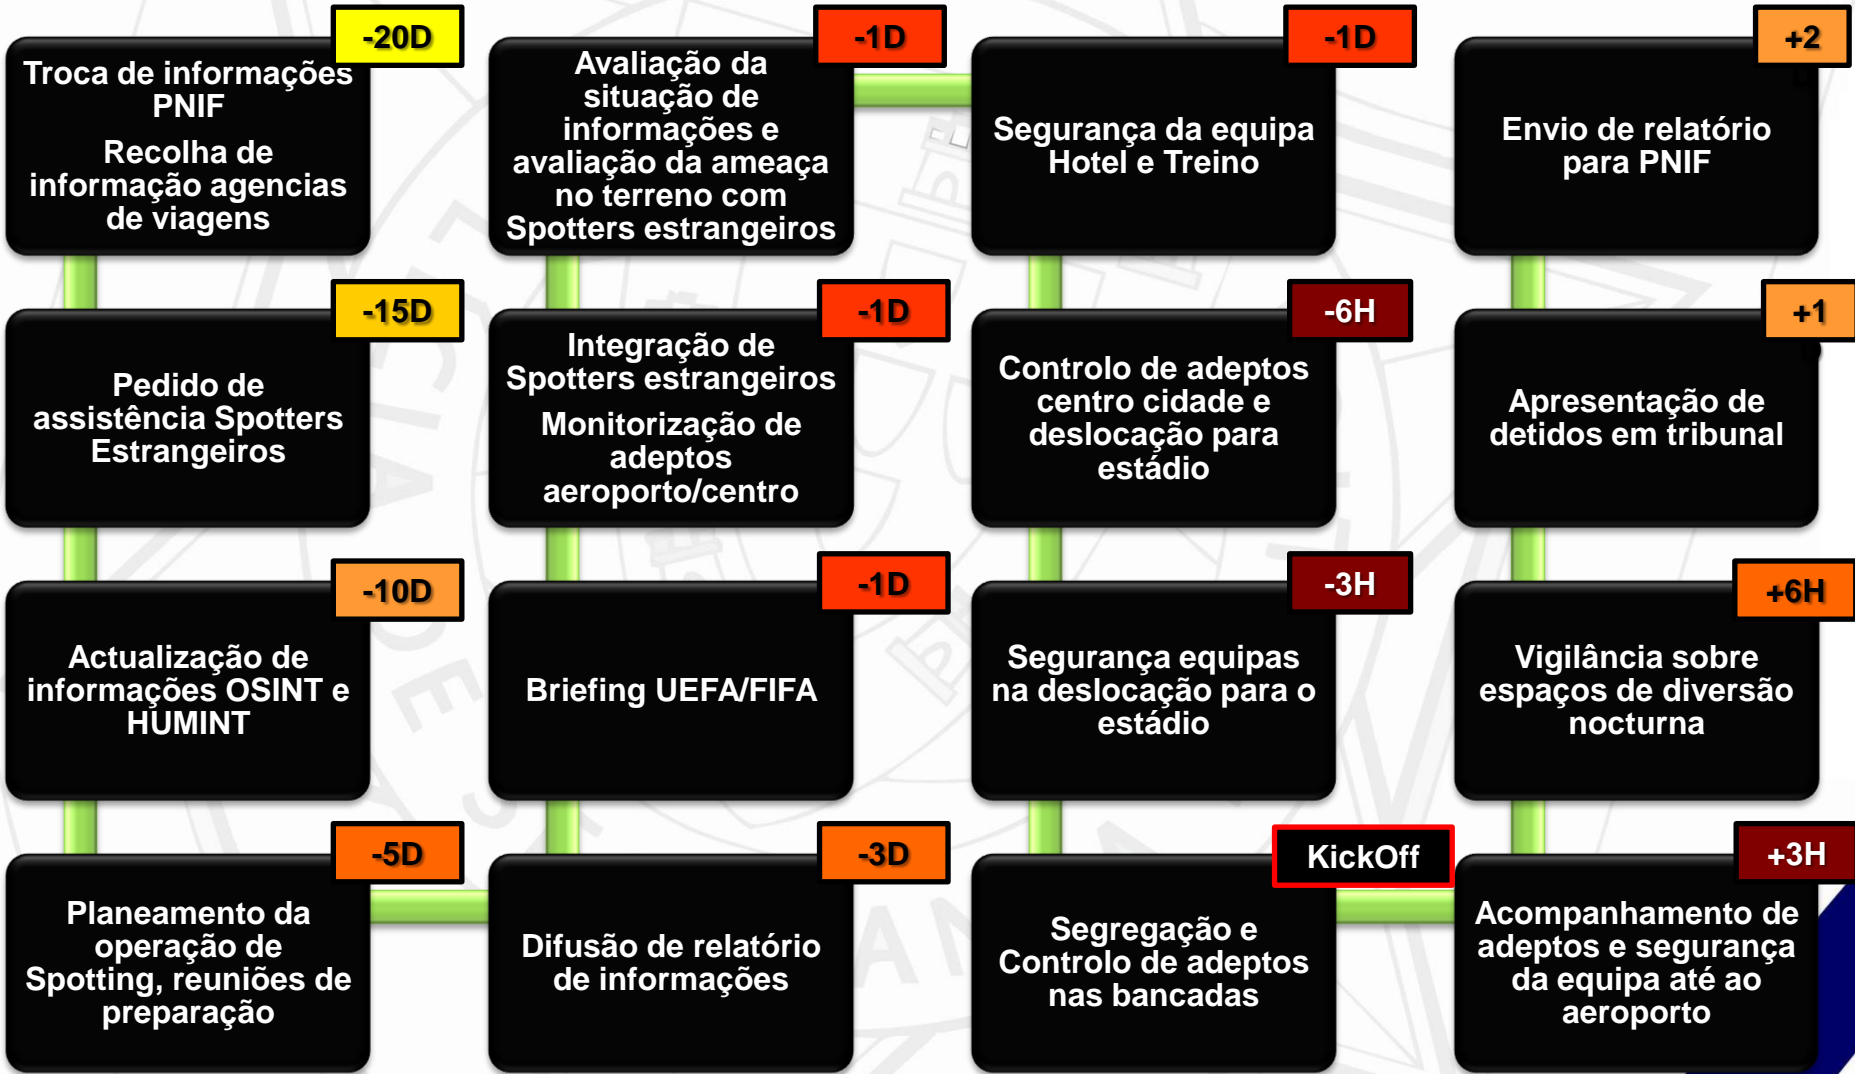 -20D
Troca de informações
PNIF
Recolha de
informação agencias
de viagens
-15D
Pedido de
assistência Spotters
Estrangeiros
-10D
Actualização de
informações OSINT e
HUMINT
-5D
Planeamento da
operação de
Spotting, reuniões de
preparação
-3D
Difusão de relatório
de informações
-1D
Briefing UEFA/FIFA
-1D
Integração de
Spotters estrangeiros
Monitorização de
adeptos
aeroporto/centro
-1D
Avaliação da
situação de
informações e
avaliação da ameaça
no terreno com
Spotters estrangeiros
-1D
Segurança da equipa
Hotel e Treino
-6H
Controlo de adeptos
centro cidade e
deslocação para
estádio
-3H
Segurança equipas
na deslocação para o
estádio
KickOff
Segregação e
Controlo de adeptos
nas bancadas
+3H
Acompanhamento de
adeptos e segurança
da equipa até ao
aeroporto
+6H
Vigilância sobre
espaços de diversão
nocturna
+1
Apresentação de
detidos em tribunal
+2
Envio de relatório
para PNIF